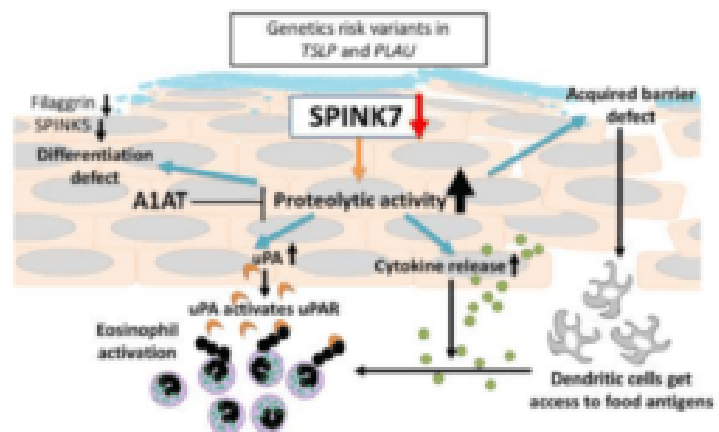 Genetics risk variants in
TSLP and PLAU
Filaggrin
SPINK5
Differentiation
defect
SPINK7
Acquired barrier
defect
A1AT
Proteolytic activity
uPA
Cytokine release
uPA activates uPAR
Eosinophil
activation
Dendritic cells get
access to food antigens